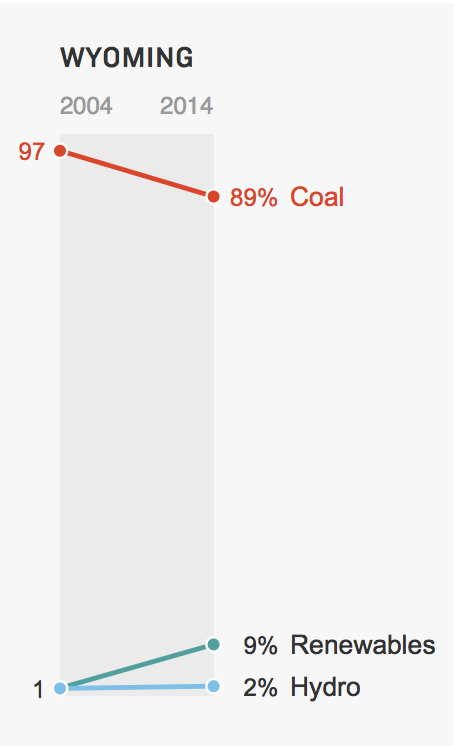 WYOMING
2004 2014
97
89% Coal
9% Renewables
1
2% Hydro